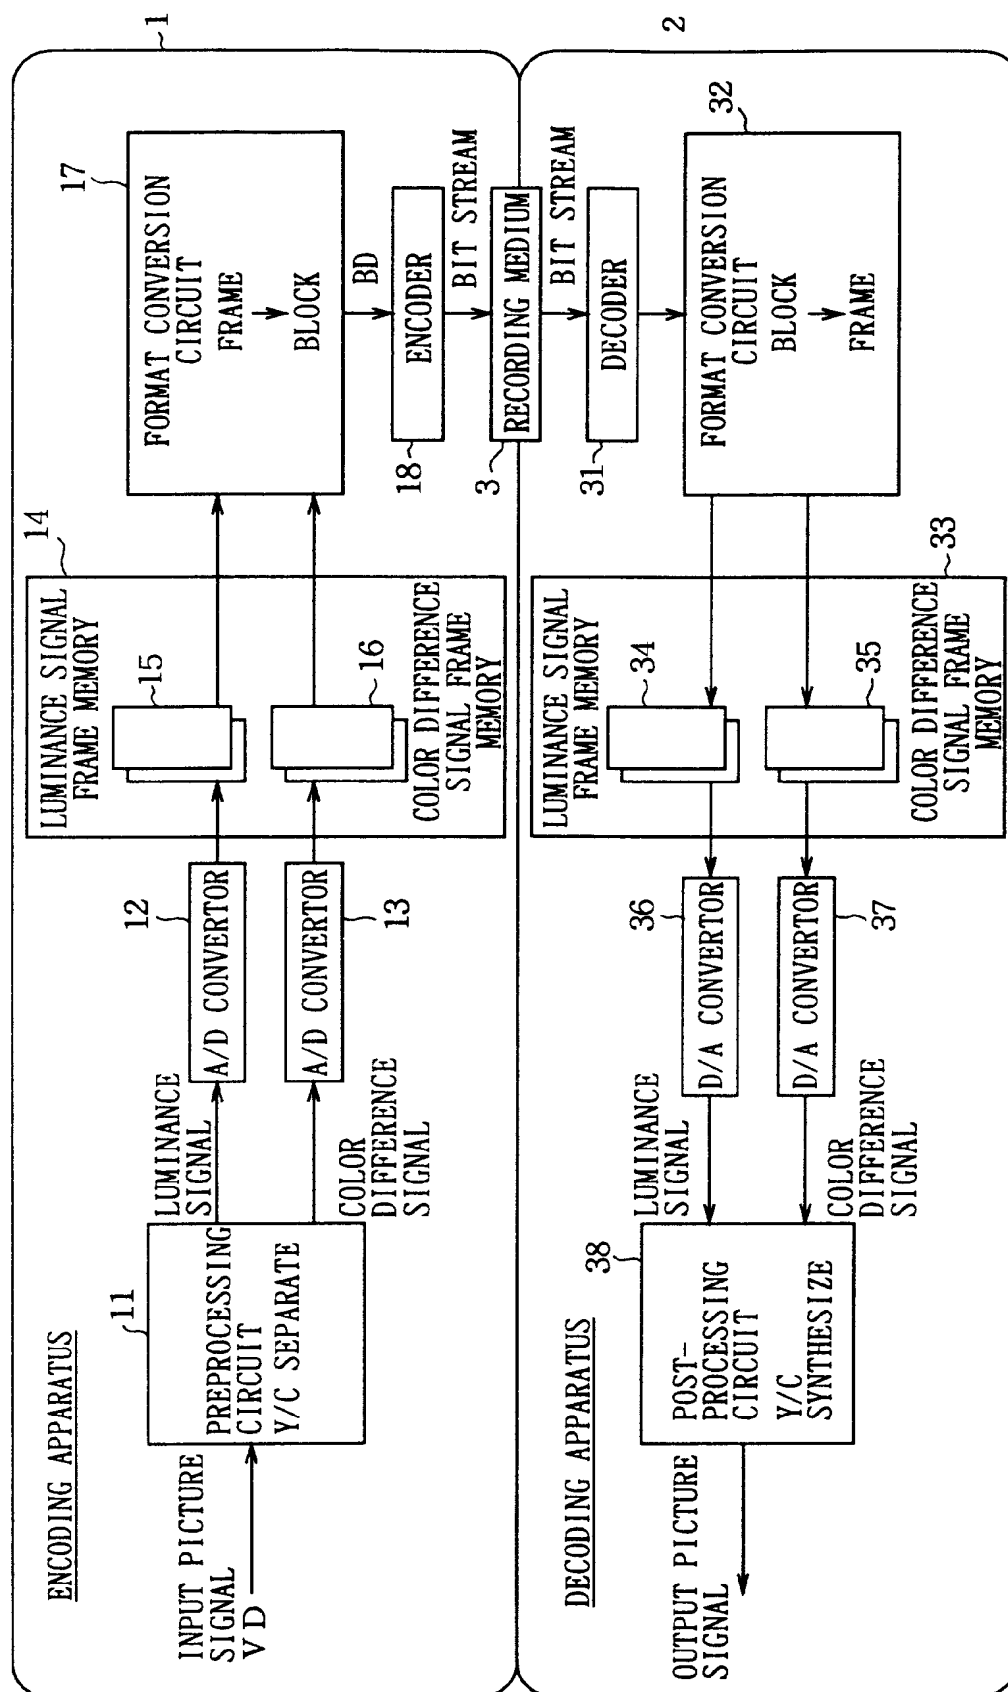 1
ENCODING APPARATUS
INPUT PICTURE
SIGNAL
VD
11
PREPROCESSING
CIRCUIT
Y/C SEPARATE
LUMINANCE
SIGNAL
COLOR
DIFFERENCE
SIGNAL
12
A/D CONVERTOR
A/D CONVERTOR
13
14
LUMINANCE SIGNAL
FRAME MEMORY
15
16
COLOR DIFFERENCE
SIGNAL FRAME
MEMORY
17
FORMAT CONVERSION
CIRCUIT
FRAME
BLOCK
BD
ENCODER
18
BIT STREAM
RECORDING MEDIUM
3
BIT STREAM
2
DECODING APPARATUS
DECODER
31
32
FORMAT CONVERSION
CIRCUIT
BLOCK
FRAME
33
LUMINANCE SIGNAL
FRAME MEMORY
34
35
COLOR DIFFERENCE
SIGNAL FRAME
MEMORY
36
D/A CONVERTOR
D/A CONVERTOR
37
LUMINANCE
SIGNAL
COLOR
DIFFERENCE
SIGNAL
38
POST-
PROCESSING
CIRCUIT
Y/C
SYNTHESIZE
OUTPUT PICTURE
SIGNAL